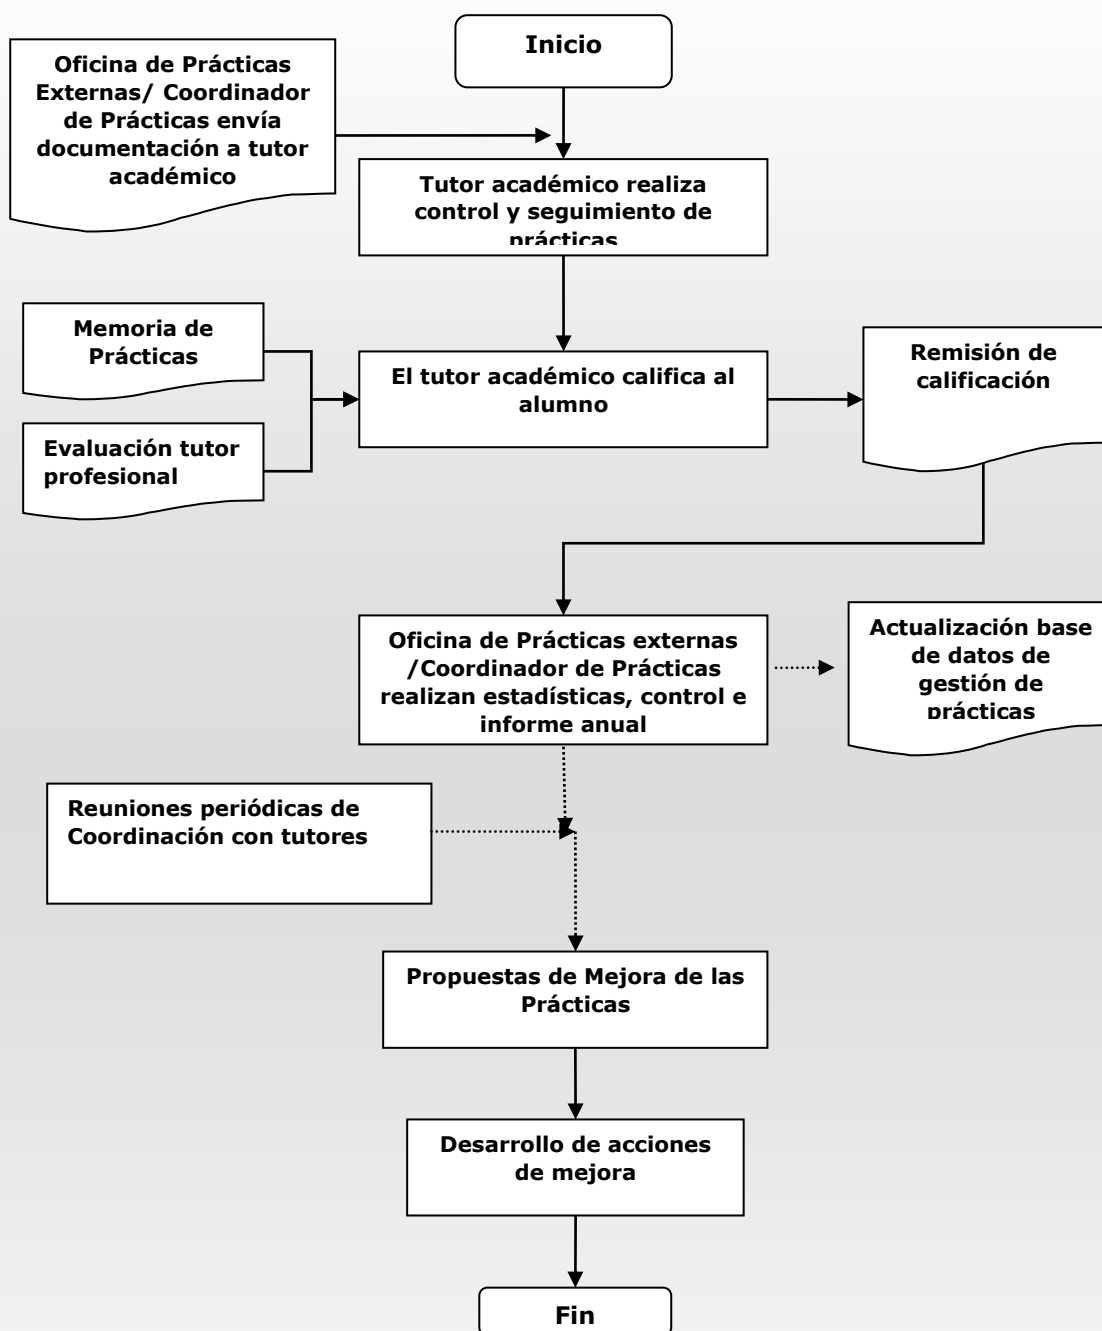 Inicio
Oficina de Prácticas
Externas/ Coordinador
de Prácticas envía
documentación a tutor
académico
Tutor académico realiza
control y seguimiento de
prácticas
Memoria de
Prácticas
Evaluación tutor
profesional
El tutor académico califica al
alumno
Remisión de
calificación
Oficina de Prácticas externas
/Coordinador de Prácticas
realizan estadísticas, control e
informe anual
Actualización base
de datos de
gestión de
prácticas
Reuniones periódicas de
Coordinación con tutores
Propuestas de Mejora de las
Prácticas
Desarrollo de acciones
de mejora
Fin